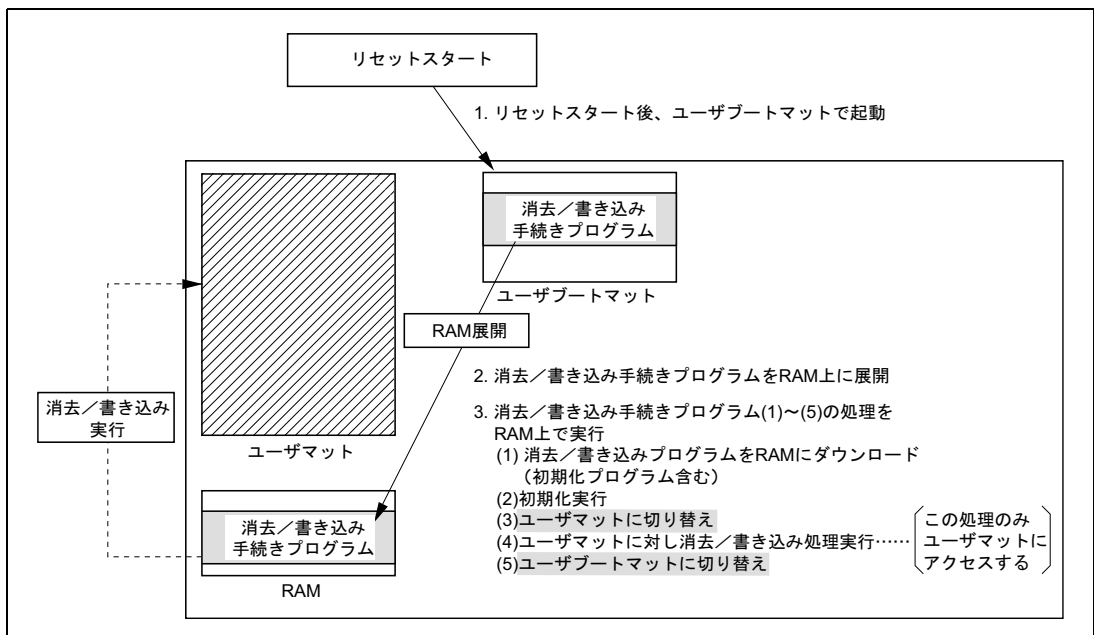 リセットスタート
1. リセットスタート後、ユーザブートマットで起動
消去／書き込み
手続きプログラム
ユーザブートマット
RAM展開
2. 消去／書き込み手続きプログラムをRAM上に展開
消去／書き込み
実行
ユーザマット
3. 消去／書き込み手続きプログラム(1)～(5)の処理を
RAM上で実行
(1) 消去／書き込みプログラムをRAMにダウンロード
（初期化プログラム含む）
(2)初期化実行
(3)ユーザマットに切り替え
(4)ユーザマットに対し消去／書き込み処理実行……
(5)ユーザブートマットに切り替え
この処理のみ
ユーザマットに
アクセスする
消去／書き込み
手続きプログラム
RAM